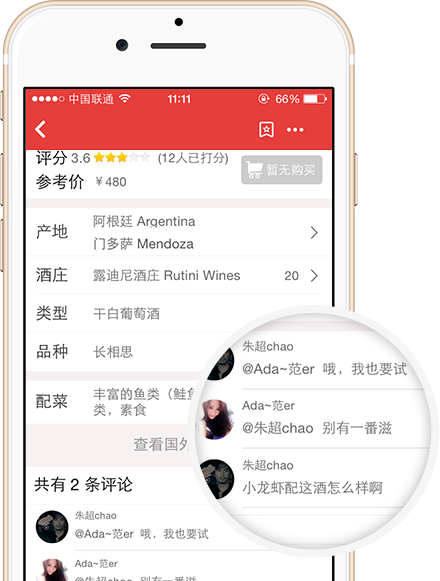 中国联通 11:11 66%
评分 3.6 (12人已打分)
参考价 ￥480 暂无购买
产地 阿根廷 Argentina
门多萨 Mendoza
酒庄 露迪尼酒庄 Rutini Wines 20
类型 干白葡萄酒
品种 长相思
配菜 丰富的鱼类（鲑鱼
类，素食
查看国外
共有 2 条评论
朱超chao
@Ada~范er 哦，我也要试
Ada~范er
@朱超chao 别有一番滋
朱超chao
@Ada~范er 哦，我也要试
Ada~范er
@朱超chao 别有一番滋
朱超chao
小龙虾配这酒怎么样啊